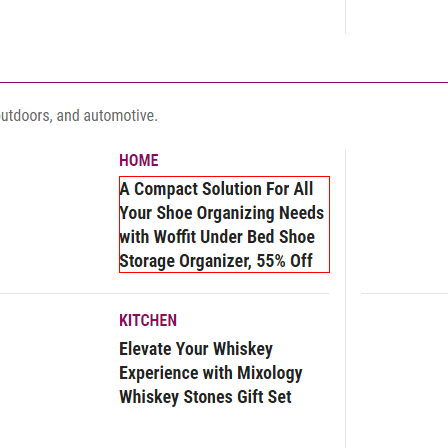 outdoors, and automotive.
HOME
A Compact Solution For All
Your Shoe Organizing Needs
with Woffit Under Bed Shoe
Storage Organizer, 55% Off
KITCHEN
Elevate Your Whiskey
Experience with Mixology
Whiskey Stones Gift Set